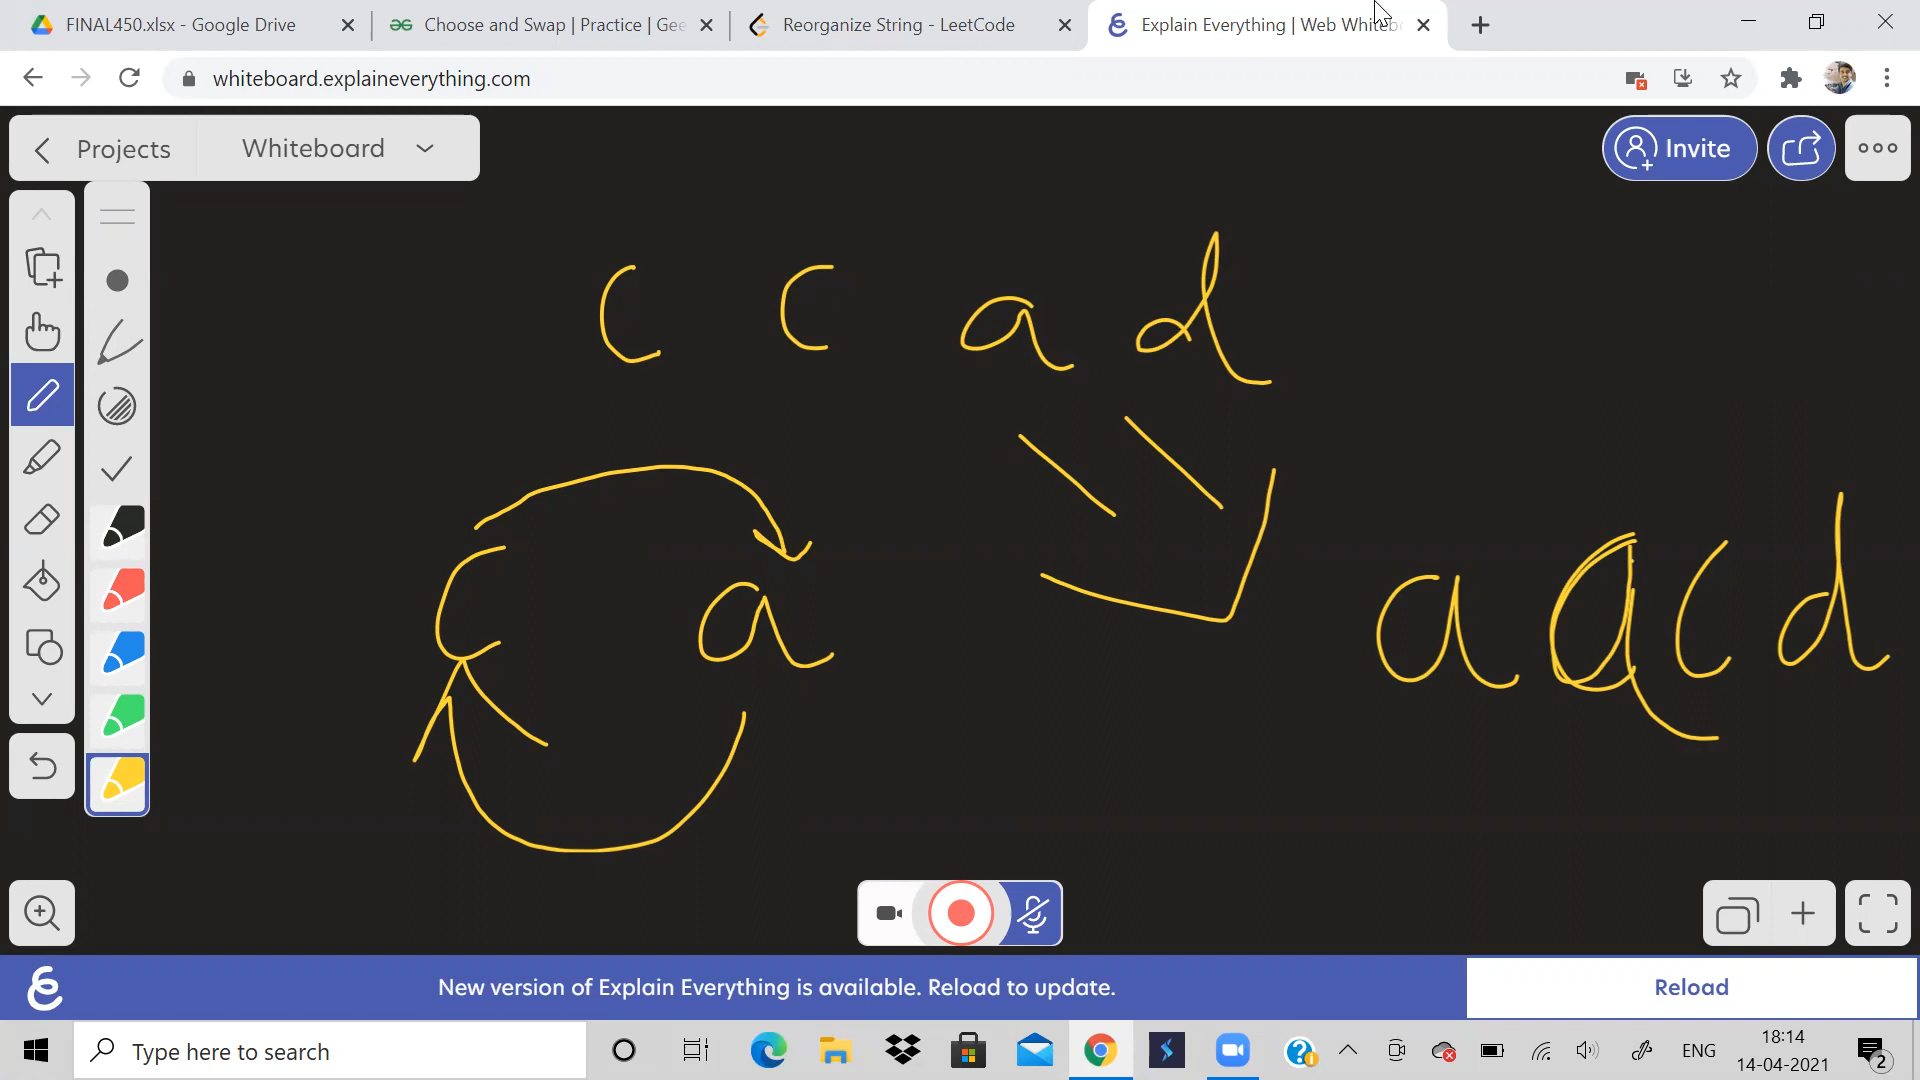 FINAL450.xlsx - Google Drive
Choose and Swap | Practice | Gee
Reorganize String - LeetCode
Explain Everything | Web Whitebo
whiteboard.explaineverything.com
Projects
Whiteboard
Invite
c c a d
c a
a a c d
New version of Explain Everything is available. Reload to update.
Reload
Type here to search
ENG
18:14
14-04-2021
2